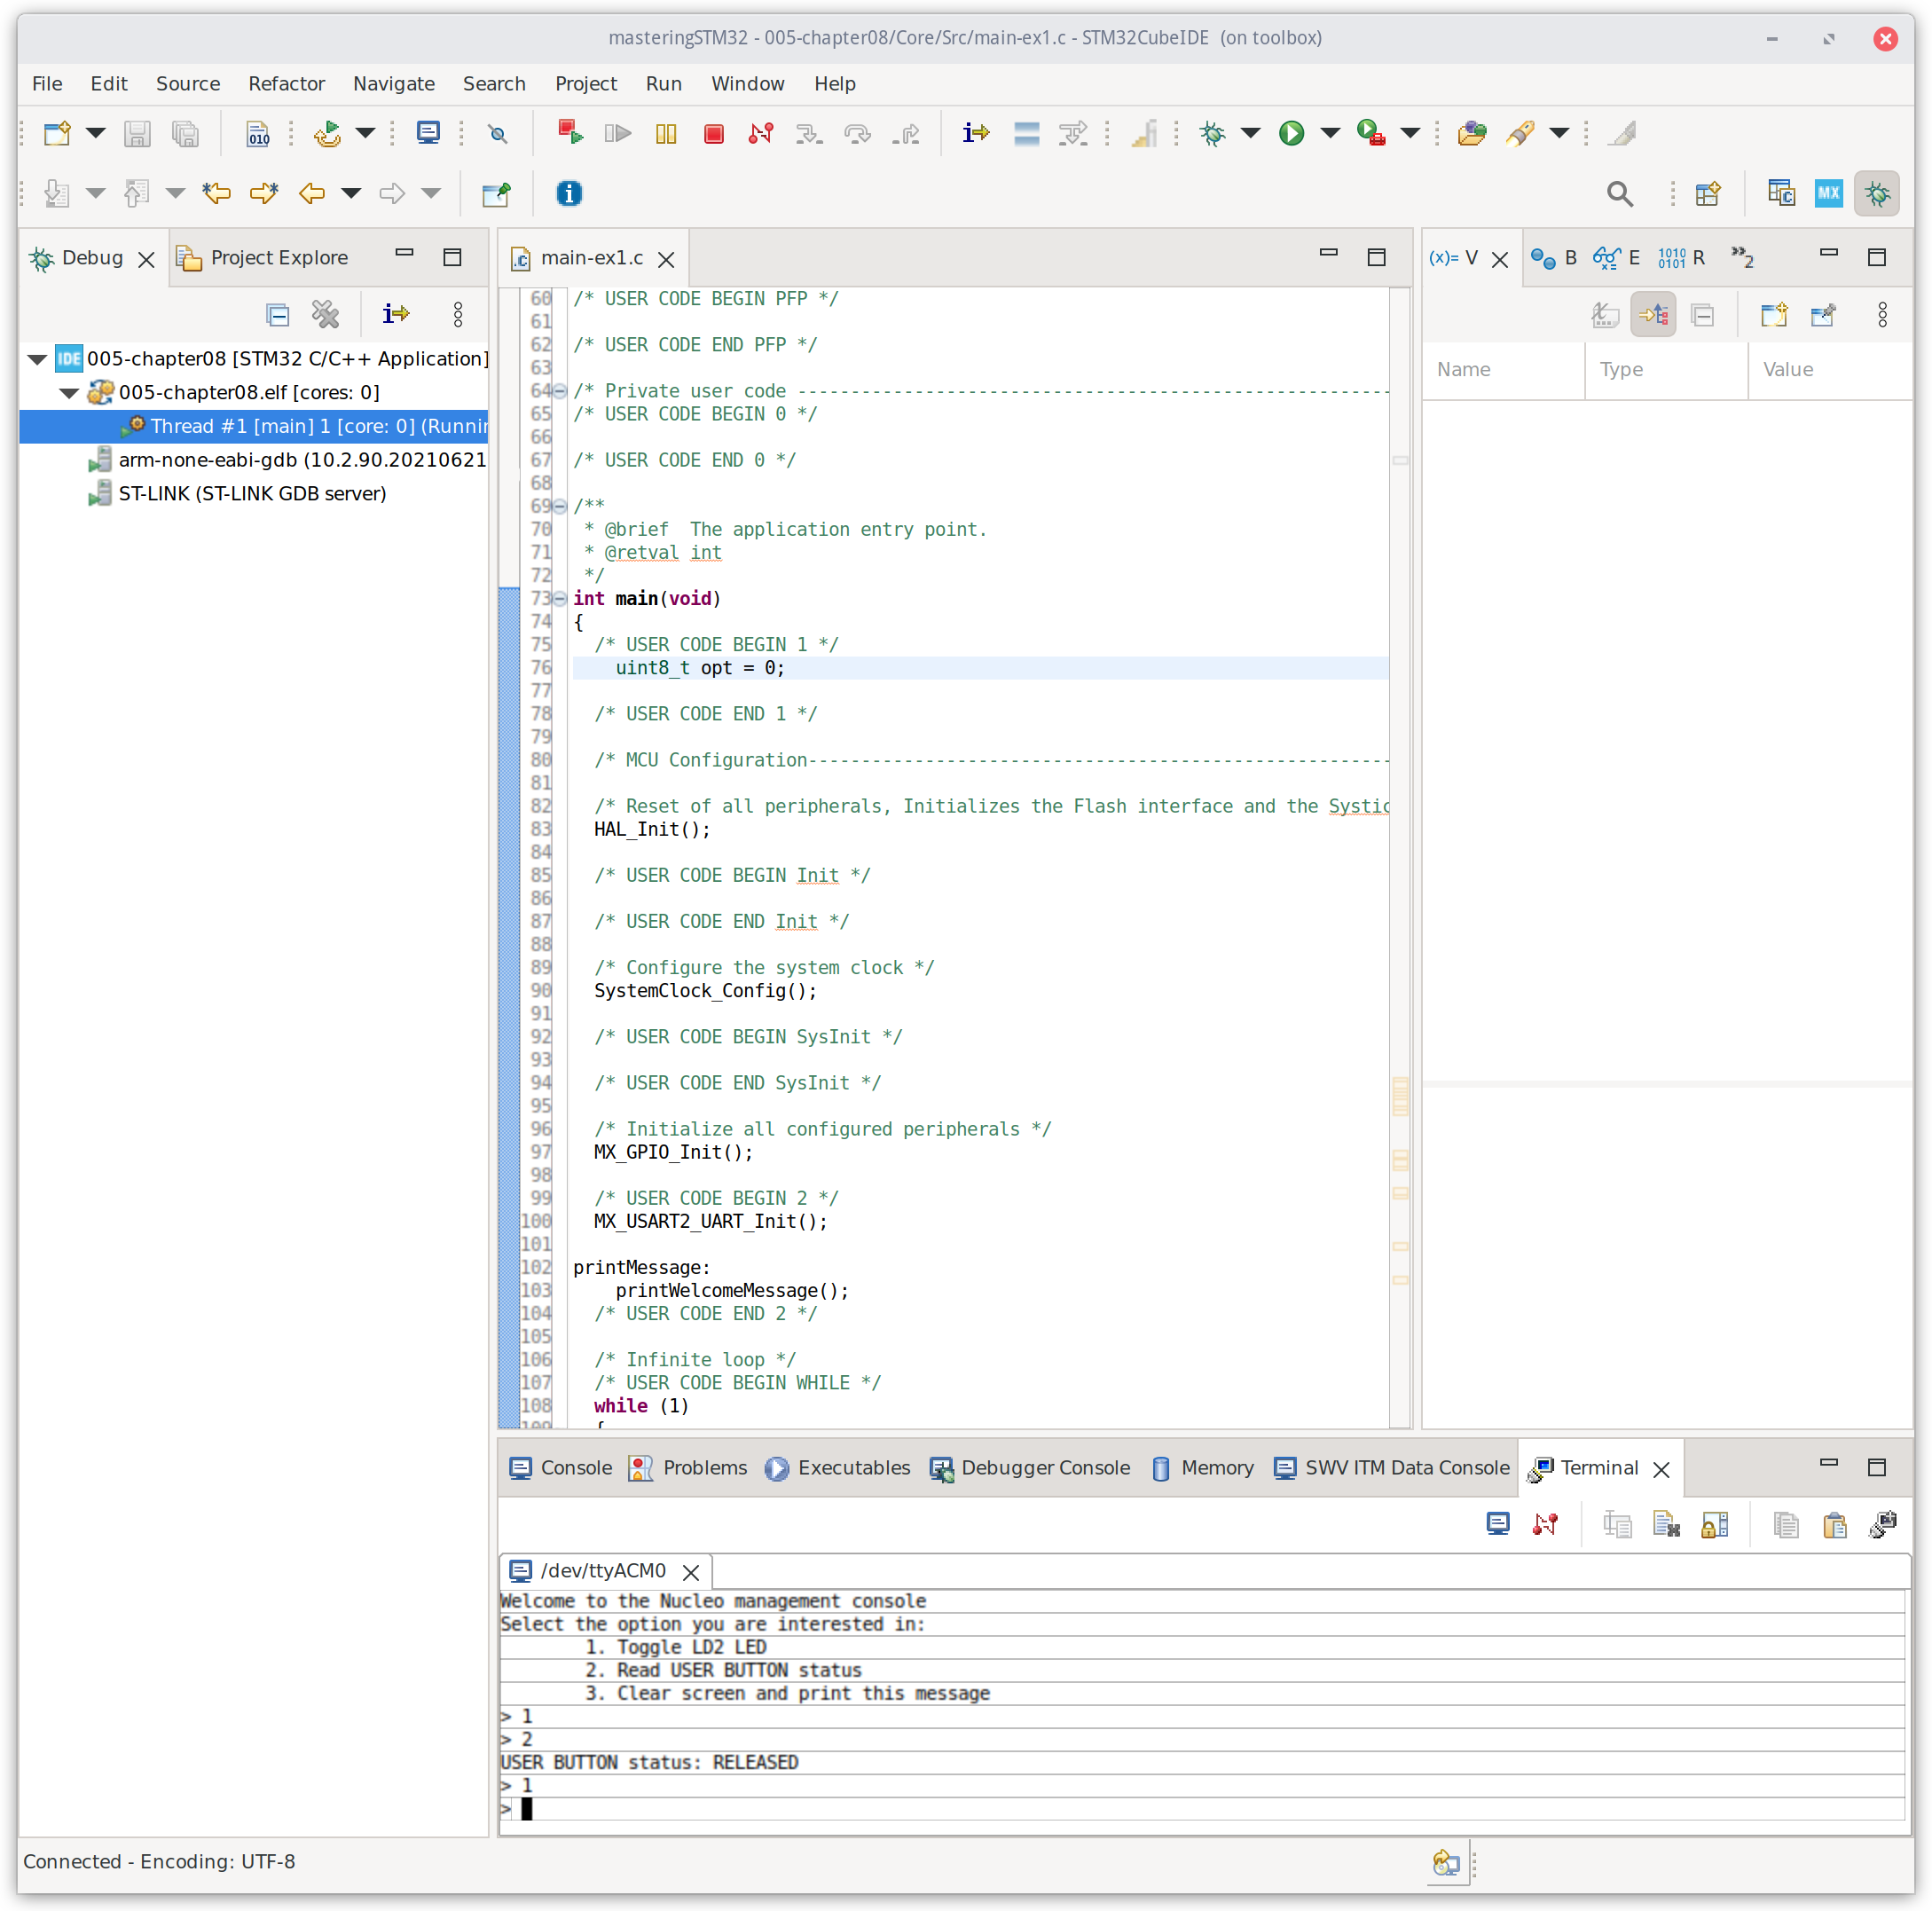 masteringSTM32 - 005-chapter08/Core/Src/main-ex1.c - STM32CubeIDE (on toolbox)
File Edit Source Refactor Navigate Search Project Run Window Help
010
MX
Debug Project Explore
IDE 005-chapter08 [STM32 C/C++ Application]
005-chapter08.elf [cores: 0]
Thread #1 [main] 1 [core: 0] (Runnin
arm-none-eabi-gdb (10.2.90.20210621
ST-LINK (ST-LINK GDB server)
main-ex1.c
60 /* USER CODE BEGIN PFP */
61
62 /* USER CODE END PFP */
63
64 /* Private user code --------------------------------------------------------
65 /* USER CODE BEGIN 0 */
66
67 /* USER CODE END 0 */
68
69 /**
70  * @brief  The application entry point.
71  * @retval int
72  */
73 int main(void)
74 {
75   /* USER CODE BEGIN 1 */
76     uint8_t opt = 0;
77
78   /* USER CODE END 1 */
79
80   /* MCU Configuration-------------------------------------------------------
81
82   /* Reset of all peripherals, Initializes the Flash interface and the Systic
83   HAL_Init();
84
85   /* USER CODE BEGIN Init */
86
87   /* USER CODE END Init */
88
89   /* Configure the system clock */
90   SystemClock_Config();
91
92   /* USER CODE BEGIN SysInit */
93
94   /* USER CODE END SysInit */
95
96   /* Initialize all configured peripherals */
97   MX_GPIO_Init();
98
99   /* USER CODE BEGIN 2 */
100   MX_USART2_UART_Init();
101
102 printMessage:
103     printWelcomeMessage();
104   /* USER CODE END 2 */
105
106   /* Infinite loop */
107   /* USER CODE BEGIN WHILE */
108   while (1)
109   {
(x)= V B E 1010 0101 R »2
Name Type Value
Console Problems Executables Debugger Console Memory SWV ITM Data Console Terminal
/dev/ttyACM0
Welcome to the Nucleo management console
Select the option you are interested in:
1. Toggle LD2 LED
2. Read USER BUTTON status
3. Clear screen and print this message
> 1
> 2
USER BUTTON status: RELEASED
> 1
>
Connected - Encoding: UTF-8